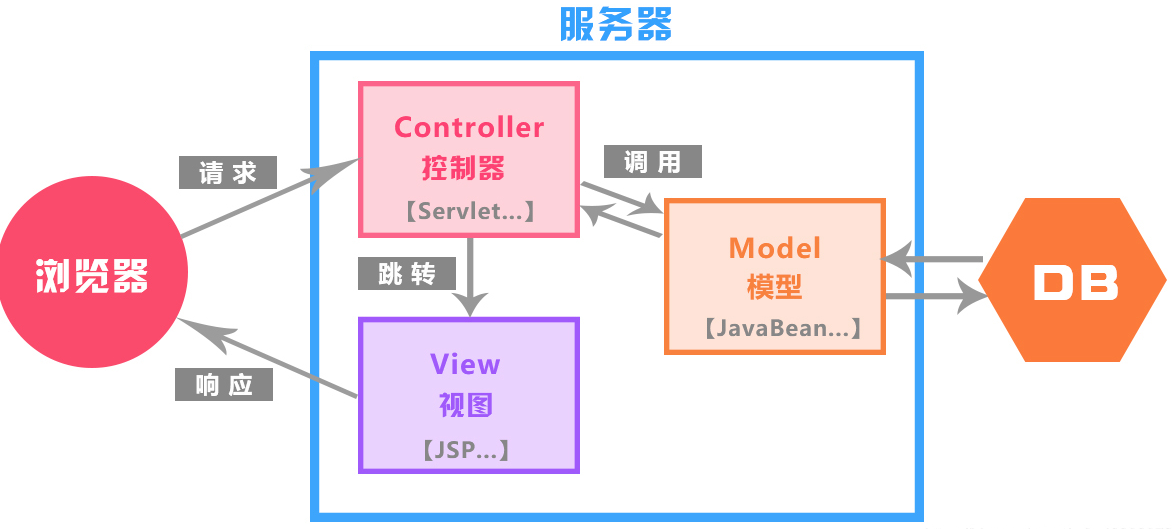 服务器
Controller
控制器
【Servlet...】
请求
调用
Model
模型
【JavaBean...】
DB
浏览器
跳转
View
视图
【JSP...】
响应